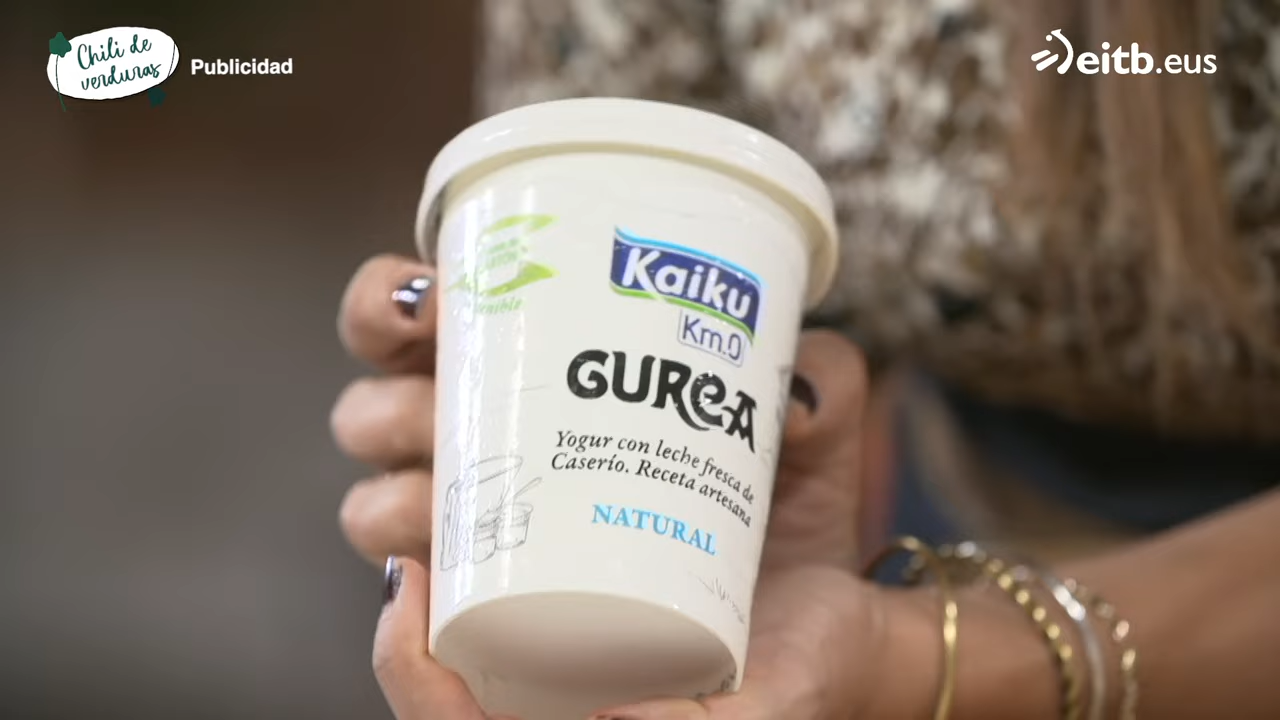 Chili de
verduras
Publicidad
eitb.eus
Kaiku
Km.0
GUREA
Yogur con leche fresca de
Caserío. Receta artesana
NATURAL